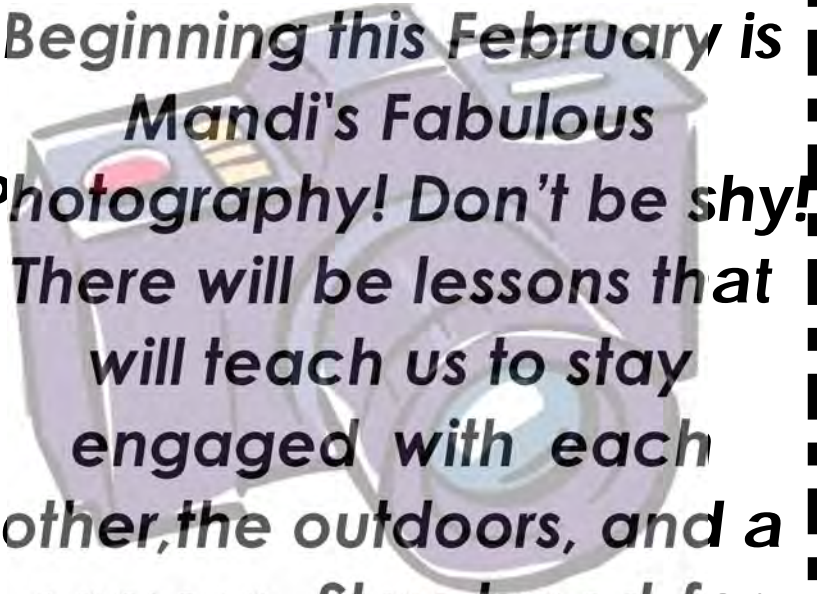 Beginning this February is
Mandi's Fabulous
Photography! Don't be shy!
There will be lessons that
will teach us to stay
engaged with each
other,the outdoors, and a